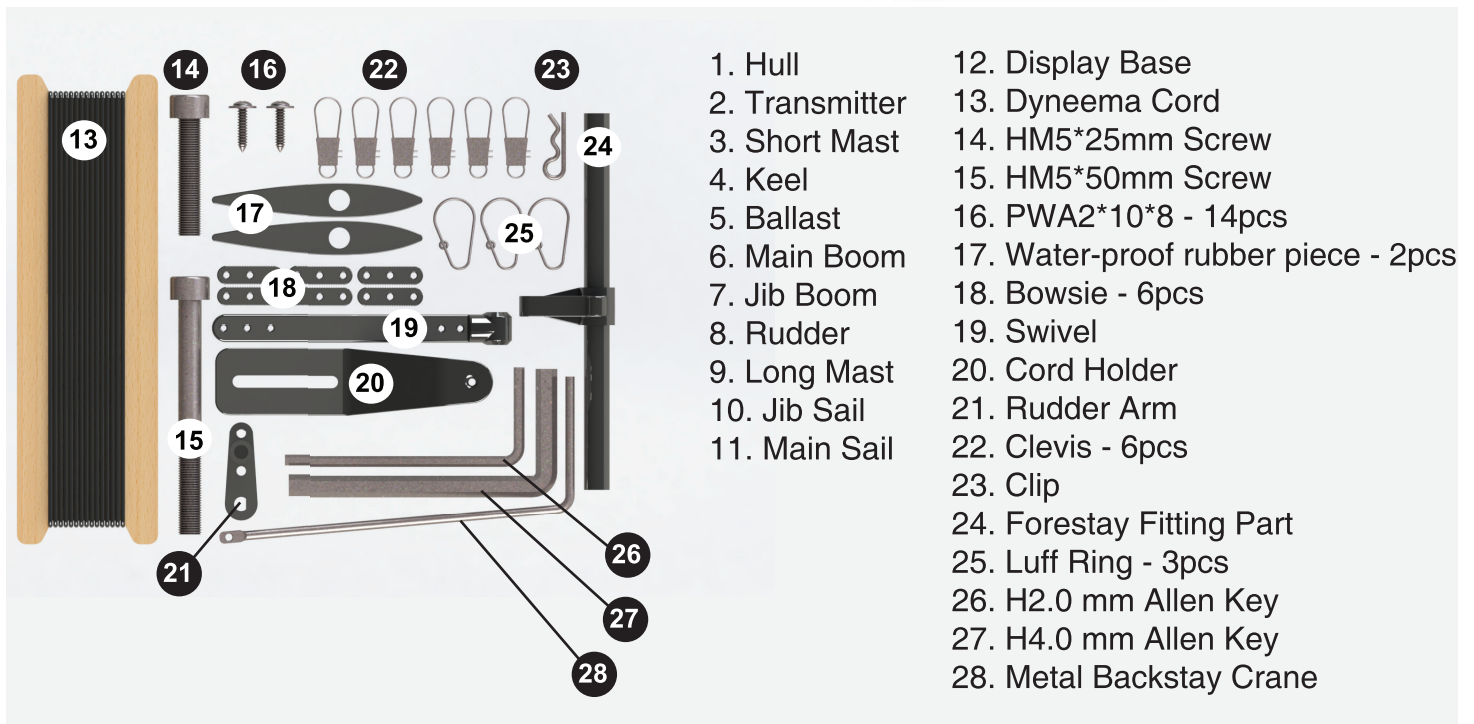 14
16
22
23
13
24
17
25
18
19
20
15
21
26
27
28
1. Hull
2. Transmitter
3. Short Mast
4. Keel
5. Ballast
6. Main Boom
7. Jib Boom
8. Rudder
9. Long Mast
10. Jib Sail
11. Main Sail
12. Display Base
13. Dyneema Cord
14. HM5*25mm Screw
15. HM5*50mm Screw
16. PWA2*10*8 - 14pcs
17. Water-proof rubber piece - 2pcs
18. Bowsie - 6pcs
19. Swivel
20. Cord Holder
21. Rudder Arm
22. Clevis - 6pcs
23. Clip
24. Forestay Fitting Part
25. Luff Ring - 3pcs
26. H2.0 mm Allen Key
27. H4.0 mm Allen Key
28. Metal Backstay Crane